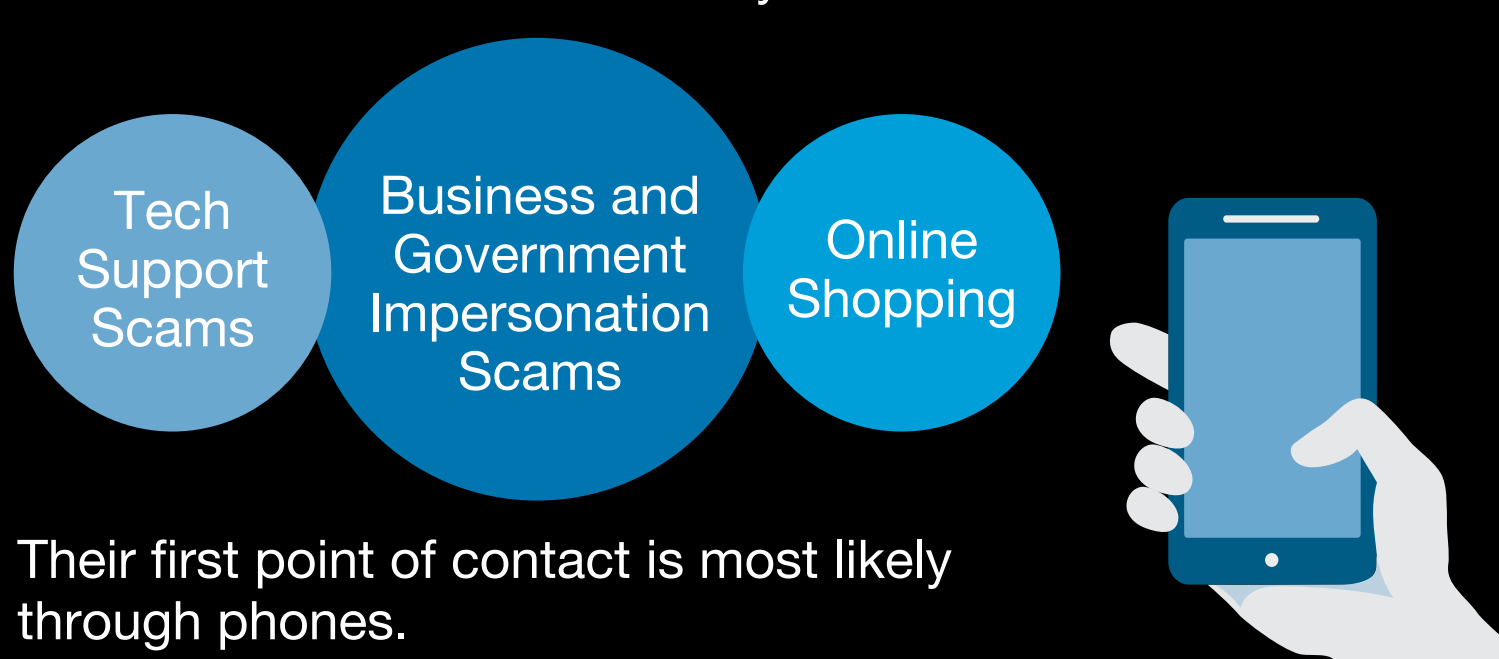 Tech
Support
Scams
Business and
Government
Impersonation
Scams
Online
Shopping
Their first point of contact is most likely
through phones.